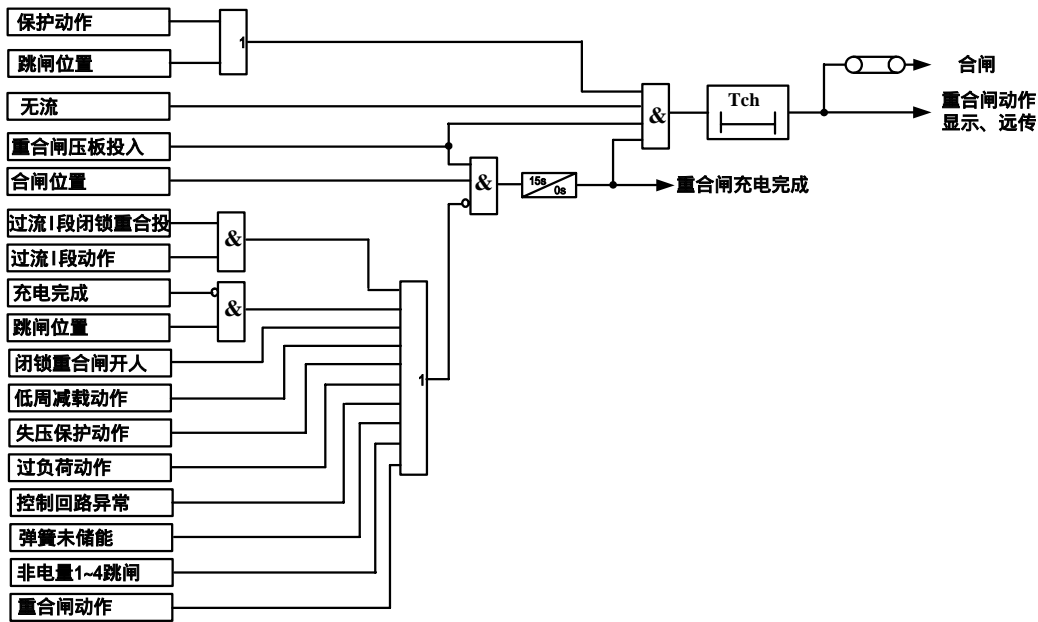 保护动作
跳闸位置
1
无流
重合闸压板投入
合闸位置
&
15s
0s
重合闸充电完成
&
Tch
合闸
重合闸动作
显示、远传
过流I段闭锁重合投
过流I段动作
&
充电完成
跳闸位置
&
闭锁重合闸开人
低周减载动作
失压保护动作
过负荷动作
控制回路异常
弹簧未储能
非电量1~4跳闸
重合闸动作
1